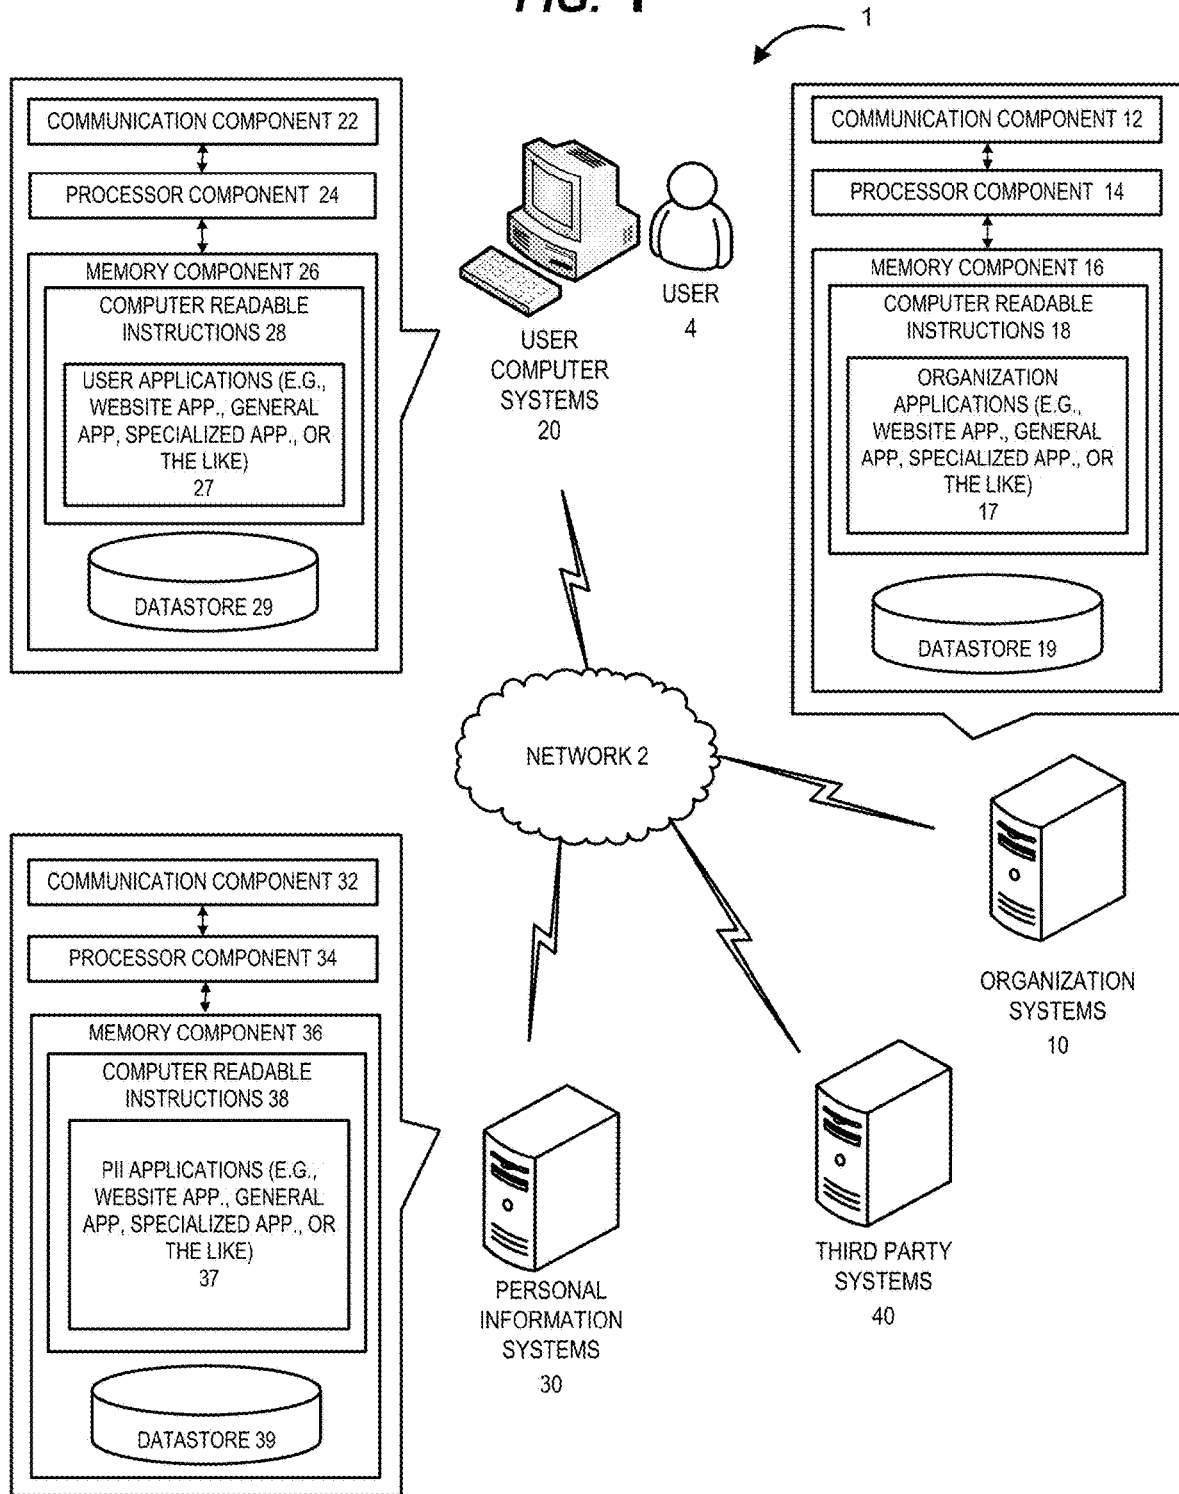 FIG. 1
1
COMMUNICATION COMPONENT 22
PROCESSOR COMPONENT 24
MEMORY COMPONENT 26
COMPUTER READABLE
INSTRUCTIONS 28
USER APPLICATIONS (E.G.,
WEBSITE APP., GENERAL
APP, SPECIALIZED APP., OR
THE LIKE)
27
DATASTORE 29
USER
COMPUTER
SYSTEMS
20
USER
4
COMMUNICATION COMPONENT 12
PROCESSOR COMPONENT 14
MEMORY COMPONENT 16
COMPUTER READABLE
INSTRUCTIONS 18
ORGANIZATION
APPLICATIONS (E.G.,
WEBSITE APP., GENERAL
APP, SPECIALIZED APP., OR
THE LIKE)
17
DATASTORE 19
NETWORK 2
ORGANIZATION
SYSTEMS
10
COMMUNICATION COMPONENT 32
PROCESSOR COMPONENT 34
MEMORY COMPONENT 36
COMPUTER READABLE
INSTRUCTIONS 38
PII APPLICATIONS (E.G.,
WEBSITE APP., GENERAL
APP, SPECIALIZED APP., OR
THE LIKE)
37
DATASTORE 39
PERSONAL
INFORMATION
SYSTEMS
30
THIRD PARTY
SYSTEMS
40